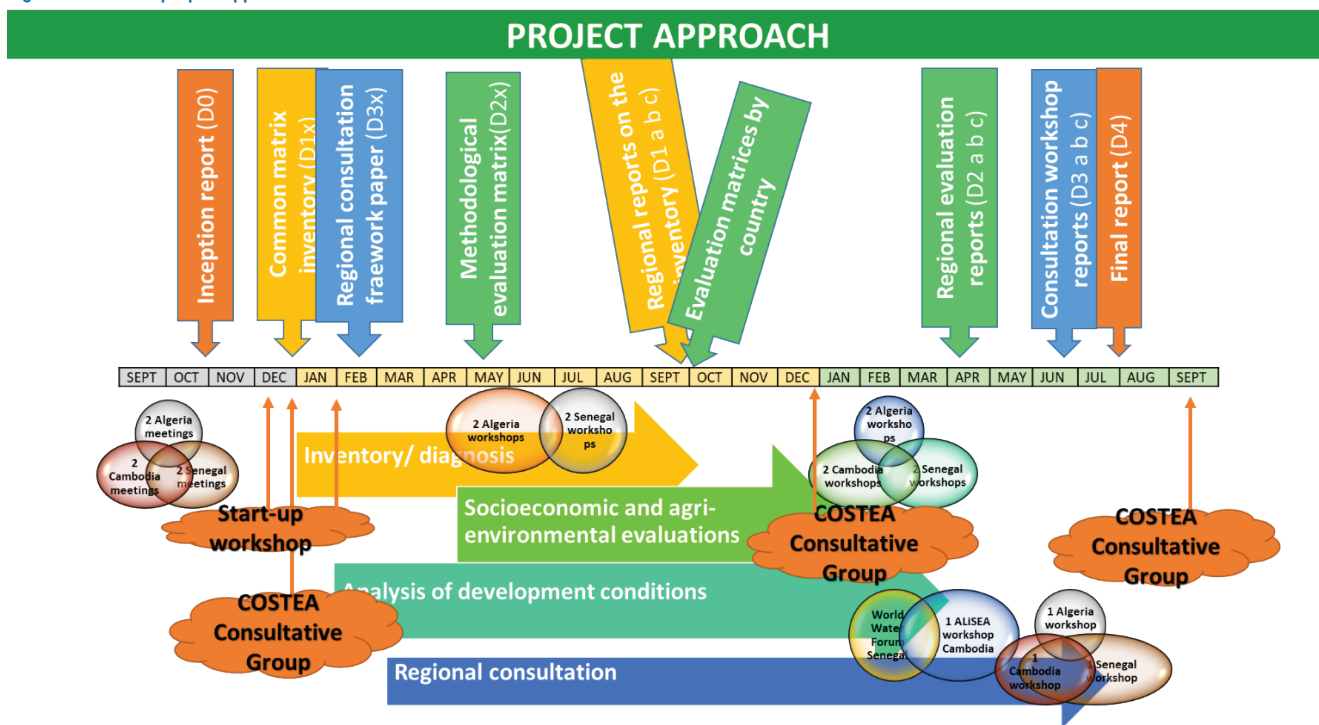 PROJECT APPROACH
Inception report (D0)
Common matrix
inventory (D1x)
Regional consultation
fraework paper (D3x)
Methodological
evaluation matrix(D2x)
Regional reports on the
inventory (D1 a b c)
Evaluation matrices by
country
Regional evaluation
reports (D2 a b c)
Consultation workshop
reports (D3 a b c)
Final report (D4)
SEPT OCT NOV DEC JAN FEB MAR APR MAY JUN JUL AUG SEPT OCT NOV DEC JAN FEB MAR APR MAY JUN JUL AUG SEPT
2 Algeria
meetings
2
Cambodia
meetings
2 Senegal
meetings
2 Algeria
workshops
2 Senegal
worksho
ps
Inventory/ diagnosis
2 Algeria
worksho
ps
2 Cambodia
workshops
2 Senegal
workshops
Start-up
workshop
Socioeconomic and agri-
environmental evaluations
COSTEA
Consultative
Group
COSTEA
Consultative
Group
Analysis of development conditions
COSTEA
Consultative
Group
World
Water
Forum
Senegal
1 ALiSEA
workshop
Cambodia
1 Algeria
workshop
1
Cambodia
workshop
1 Senegal
workshop
Regional consultation